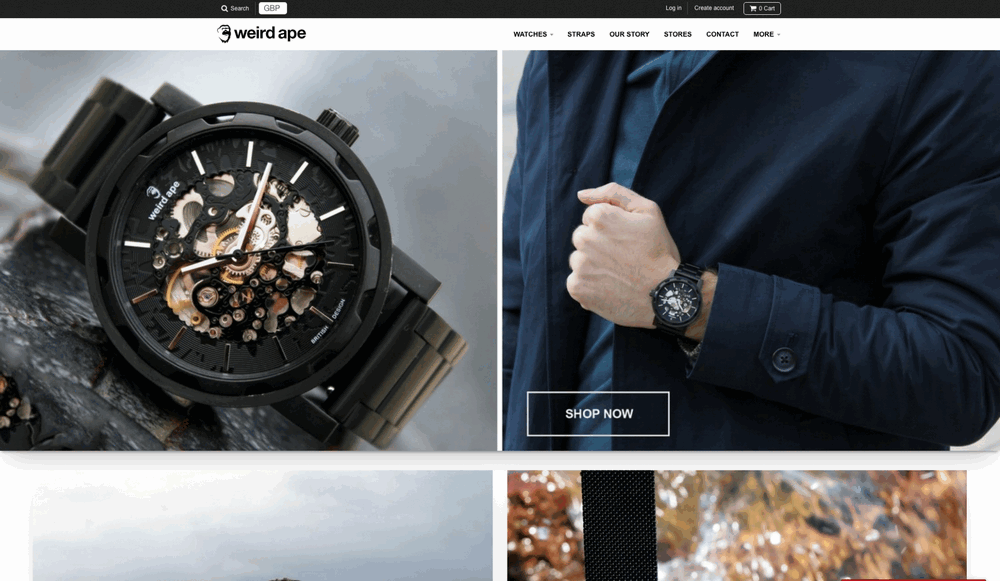 Search
GBP
Log in
Create account
0 Cart
weird ape
WATCHES
STRAPS
OUR STORY
STORES
CONTACT
MORE
weird ape
BRITISH DESIGN
SHOP NOW